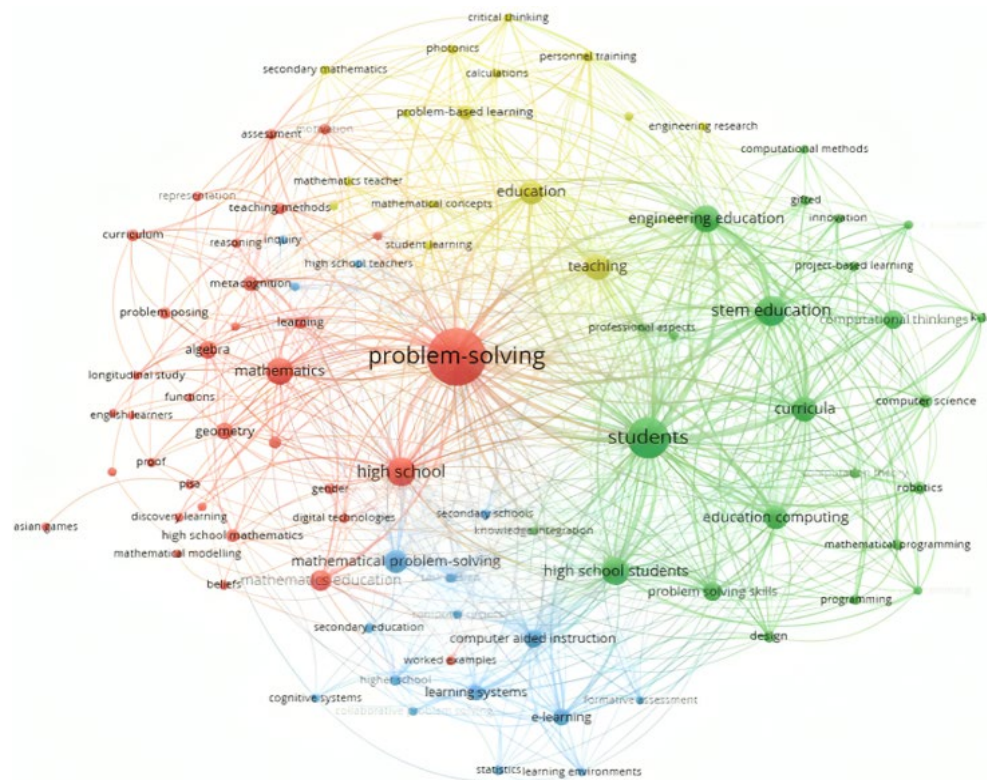 critical thinking
photonics
personnel training
secondary mathematics
calculations
problem-based learning
engineering research
assessment
motivation
computational methods
mathematics teacher
education
representation
gifted
teaching methods
mathematical concepts
engineering education
innovation
curriculum
reasoning
inquiry
student learning
high school teachers
teaching
project-based learning
metacognition
problem posing
learning
professional aspects
stem education
computational thinkings
algebra
problem-solving
mathematics
longitudinal study
functions
computer science
english learners
curricula
geometry
students
proof
high school
pisa
gender
robotics
asian games
discovery learning
digital technologies
secondary schools
education computing
high school mathematics
knowledge integration
mathematical programming
mathematical modelling
mathematical problem-solving
high school students
beliefs
mathematics education
problem solving skills
programming
secondary education
computer aided instruction
design
worked examples
higher school
cognitive systems
learning systems
formative assessment
collaborative problem solving
e-learning
statistics
learning environments